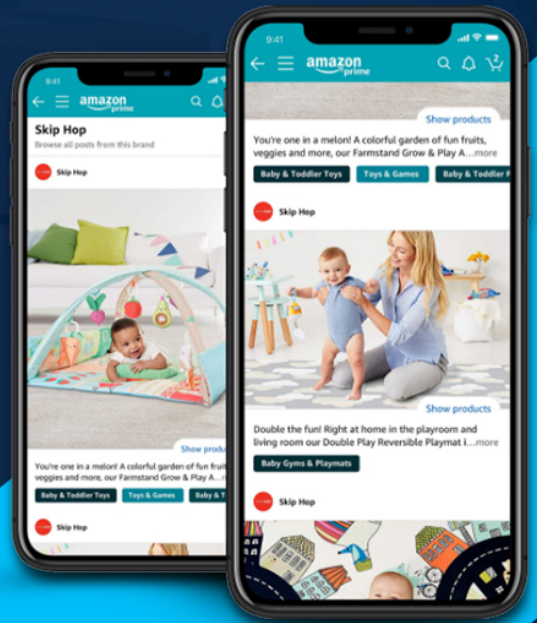 9:41
amazon
prime
Skip Hop
Browse all posts from this brand
Skip Hop
Show produ
You're one in a melon! A colorful garden of fun fruit
veggies and more, our Farmstand Grow & Play A...
Baby & Toddler Toys
Toys & Games
Baby & T
Skip Hop
9:41
amazon
prime
2
Show products
You're one in a melon! A colorful garden of fun fruits,
veggies and more, our Farmstand Grow & Play A...more
Baby & Toddler Toys
Toys & Games
Baby & Toddler
Skip Hop
Show products
Double the fun! Right at home in the playroom and
living room our Double Play Reversible Playmat i...more
Baby Gyms & Playmats
Skip Hop